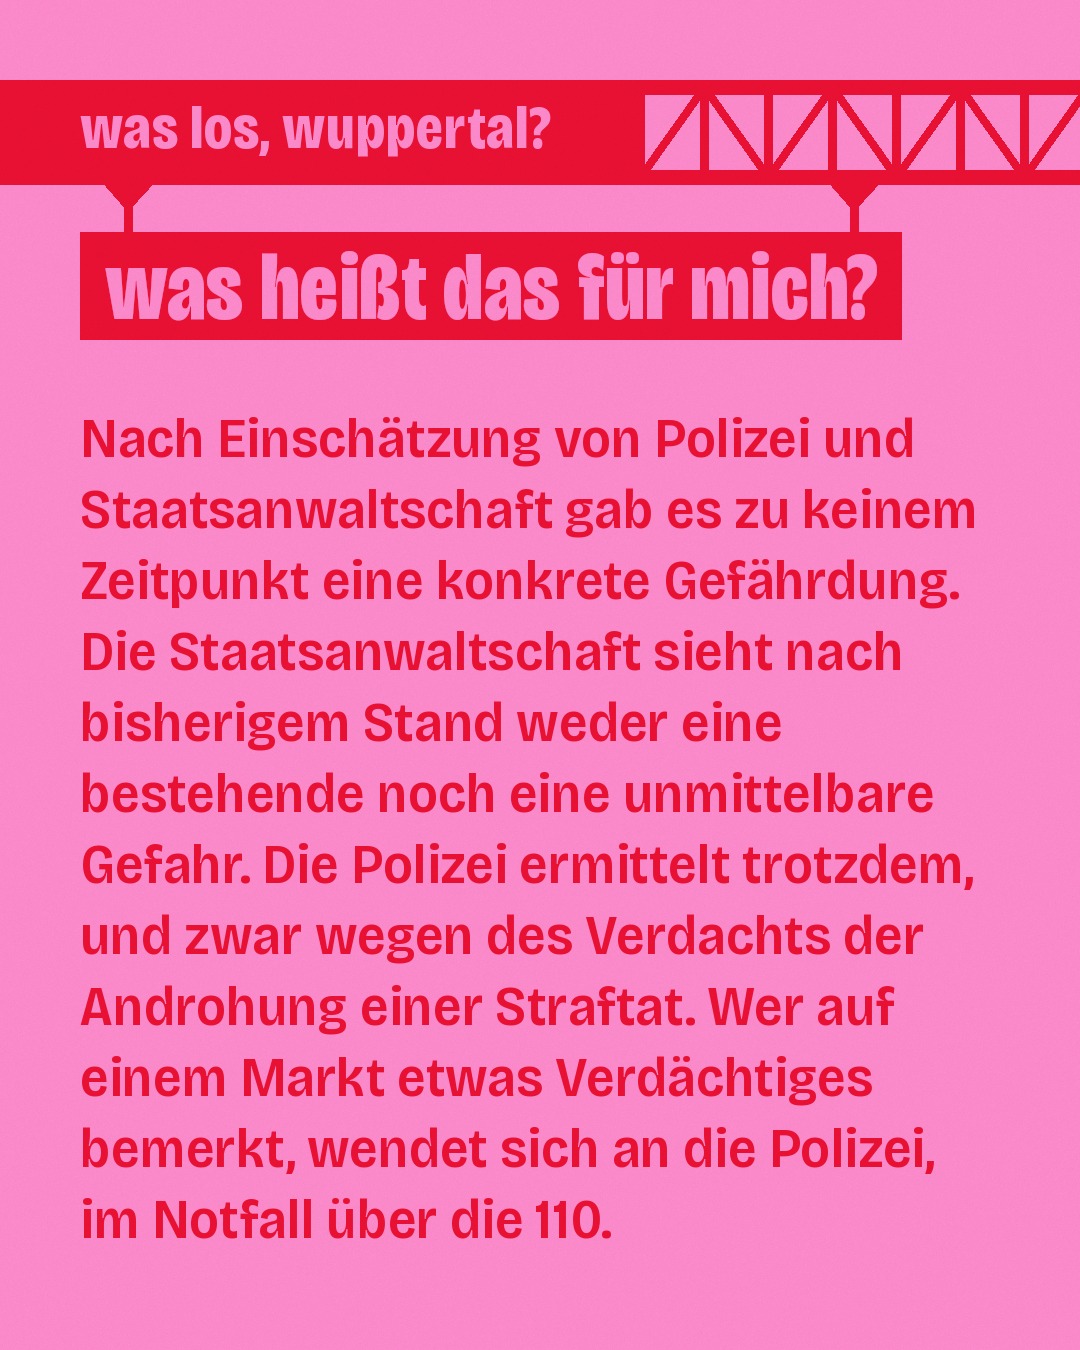 was los, wuppertal?
was heißt das für mich?
Nach Einschätzung von Polizei und
Staatsanwaltschaft gab es zu keinem
Zeitpunkt eine konkrete Gefährdung.
Die Staatsanwaltschaft sieht nach
bisherigem Stand weder eine
bestehende noch eine unmittelbare
Gefahr. Die Polizei ermittelt trotzdem,
und zwar wegen des Verdachts der
Androhung einer Straftat. Wer auf
einem Markt etwas Verdächtiges
bemerkt, wendet sich an die Polizei,
im Notfall über die 110.